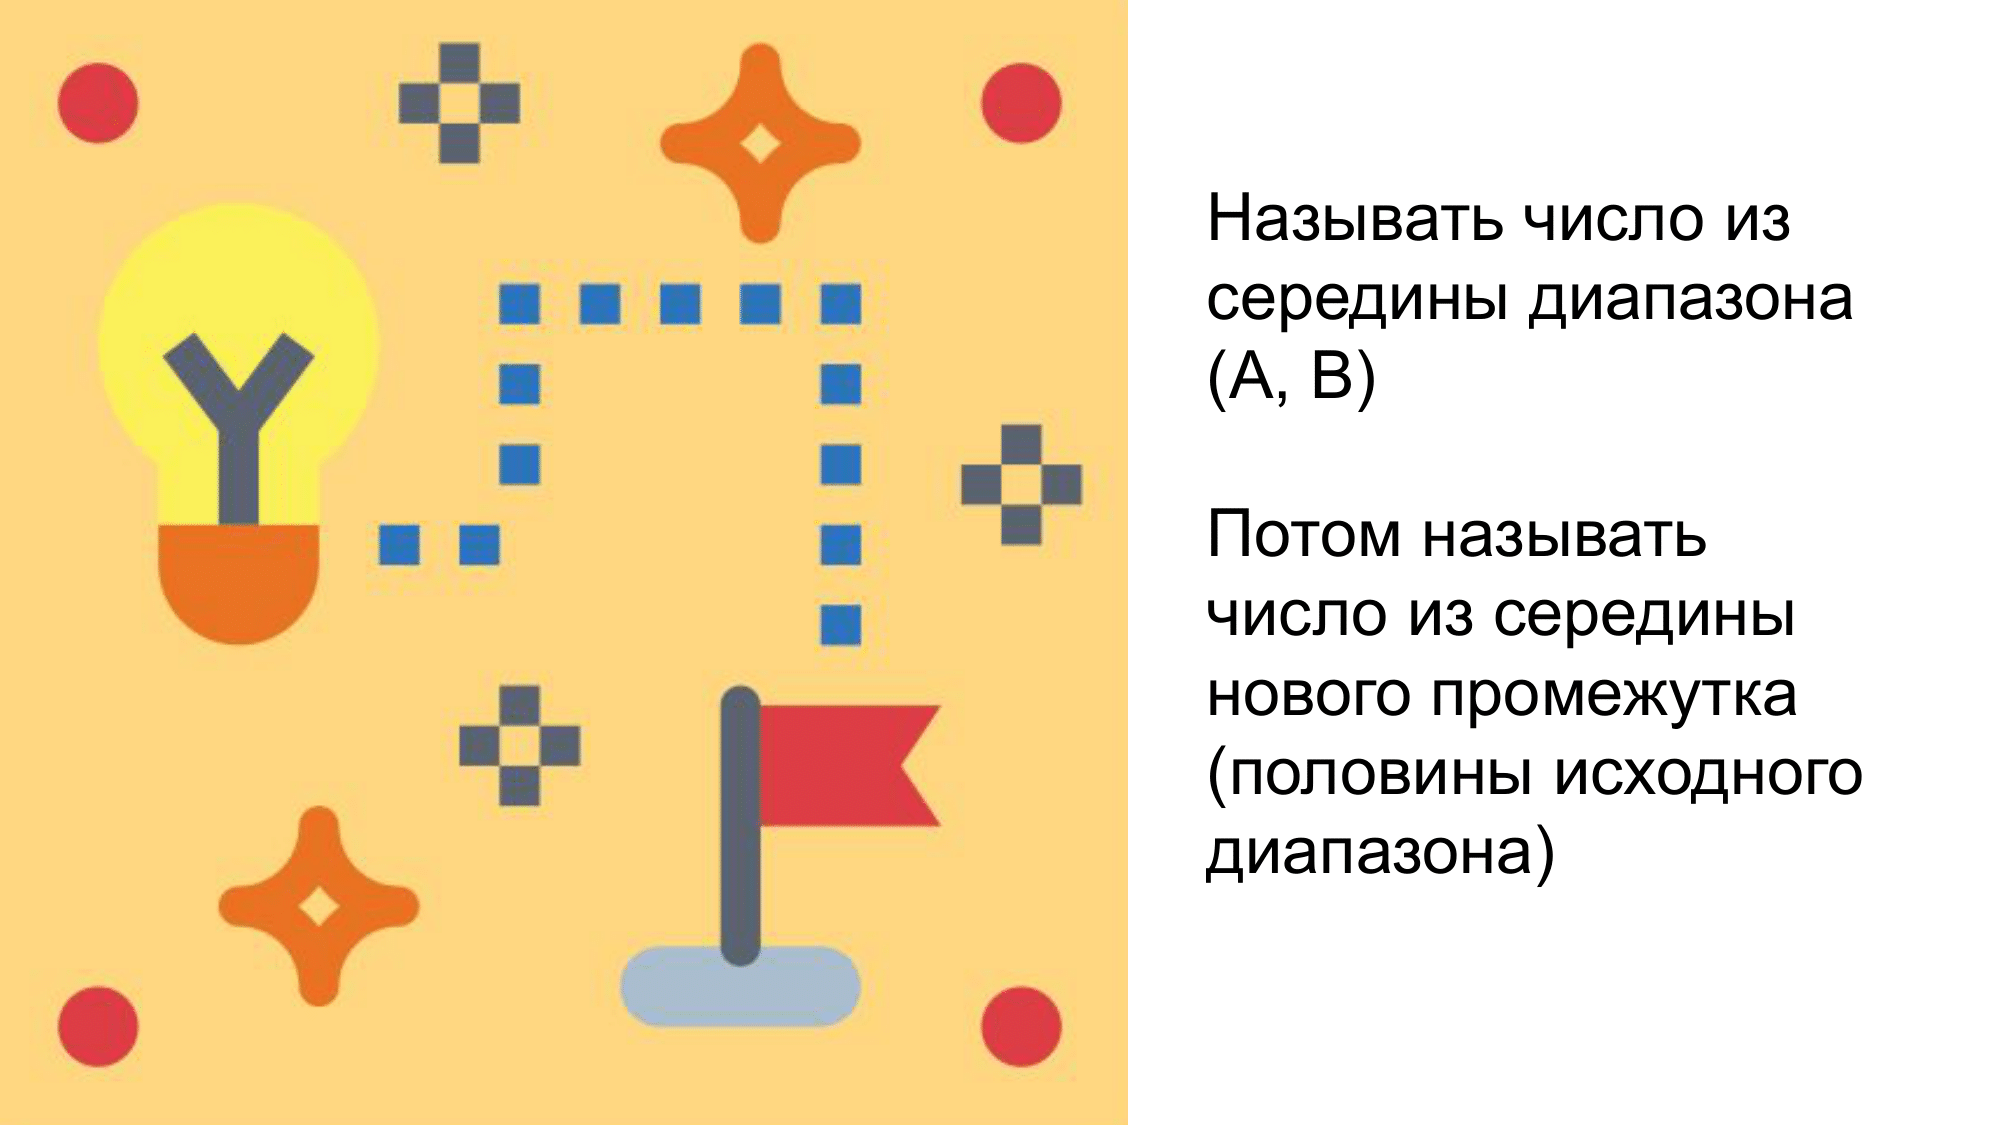 Называть число из
середины диапазона
(A, B)
Потом называть
число из середины
нового промежутка
(половины исходного
диапазона)